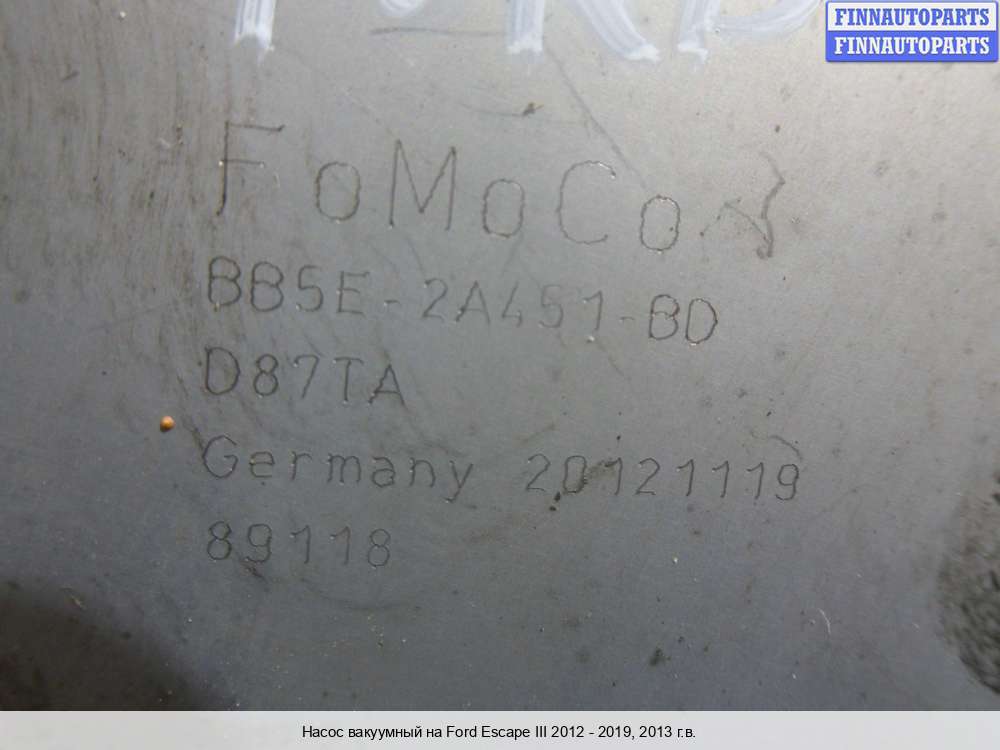 FINNAUTOPARTS
FINNAUTOPARTS
FoMoCo
BB5E-2A451-BD
D87TA
Germany 20121119
89118
Насос вакуумный на Ford Escape III 2012 - 2019, 2013 г.в.